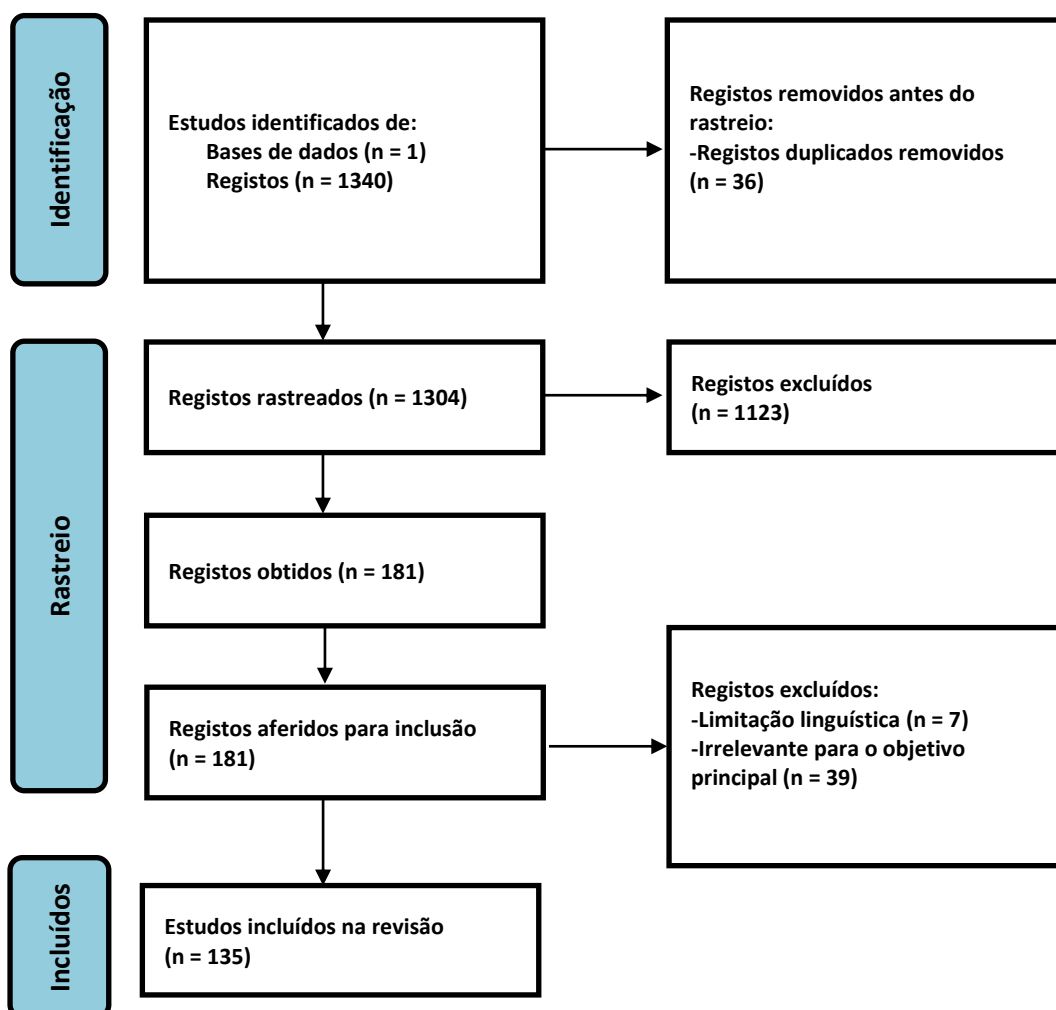 Identificação
Estudos identificados de:
Bases de dados (n = 1)
Registos (n = 1340)
Registos removidos antes do
rastreio:
-Registos duplicados removidos
(n = 36)
Rastreio
Registos rastreados (n = 1304)
Registos excluídos
(n = 1123)
Registos obtidos (n = 181)
Registos aferidos para inclusão
(n = 181)
Registos excluídos:
-Limitação linguística (n = 7)
-Irrelevante para o objetivo
principal (n = 39)
Incluídos
Estudos incluídos na revisão
(n = 135)